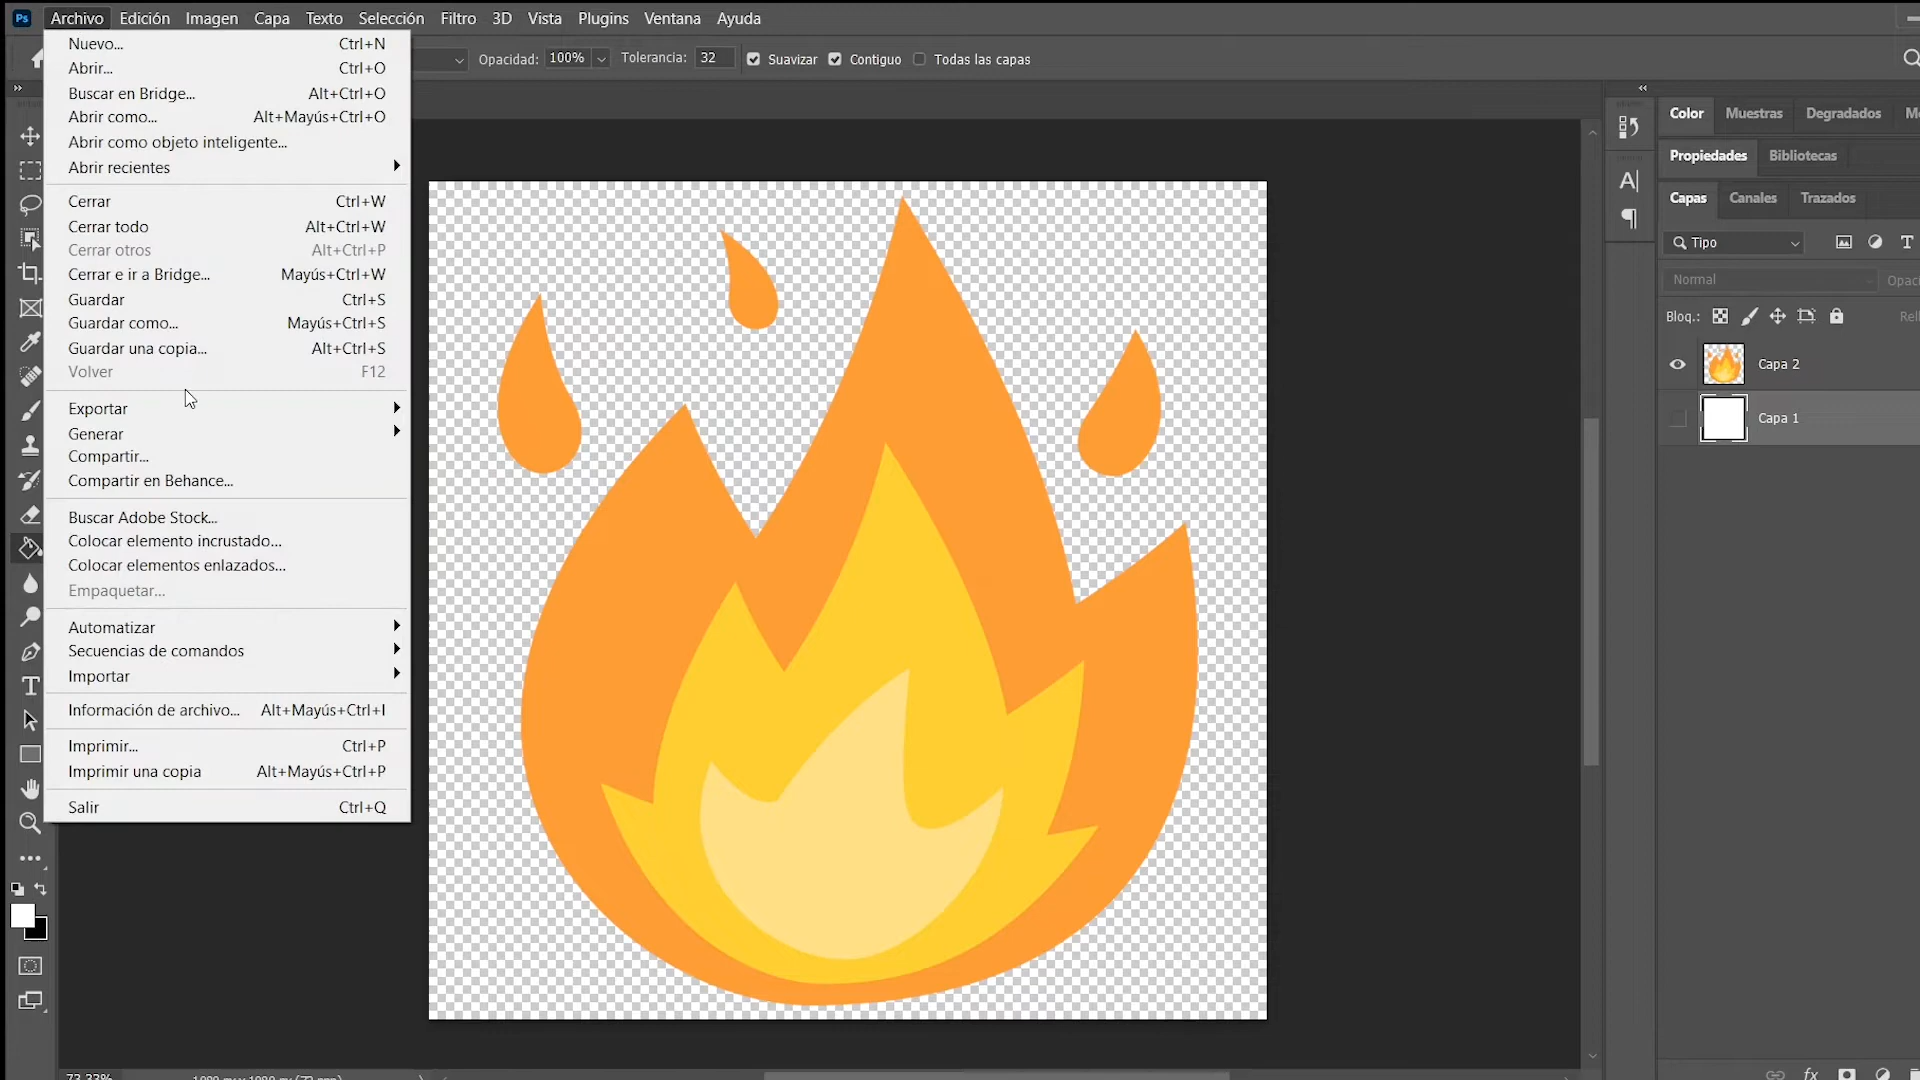 Ps Archivo Edición Imagen Capa Texto Selección Filtro 3D Vista Plugins Ventana Ayuda
Opacidad: 100% Tolerancia: 32 Suavizar Contiguo Todas las capas
Nuevo... Ctrl+N
Abrir... Ctrl+O
Buscar en Bridge... Alt+Ctrl+O
Abrir como... Alt+Mayús+Ctrl+O
Abrir como objeto inteligente...
Abrir recientes
Cerrar Ctrl+W
Cerrar todo Alt+Ctrl+W
Cerrar otros Alt+Ctrl+P
Cerrar e ir a Bridge... Mayús+Ctrl+W
Guardar Ctrl+S
Guardar como... Mayús+Ctrl+S
Guardar una copia... Alt+Ctrl+S
Volver F12
Exportar
Generar
Compartir...
Compartir en Behance...
Buscar Adobe Stock...
Colocar elemento incrustado...
Colocar elementos enlazados...
Empaquetar...
Automatizar
Secuencias de comandos
Importar
Información de archivo... Alt+Mayús+Ctrl+I
Imprimir... Ctrl+P
Imprimir una copia Alt+Mayús+Ctrl+P
Salir Ctrl+Q
Color Muestras Degradados
Propiedades Bibliotecas
Capas Canales Trazados
Tipo
Normal
Bloq.:
Capa 2
Capa 1
73,33%
fx